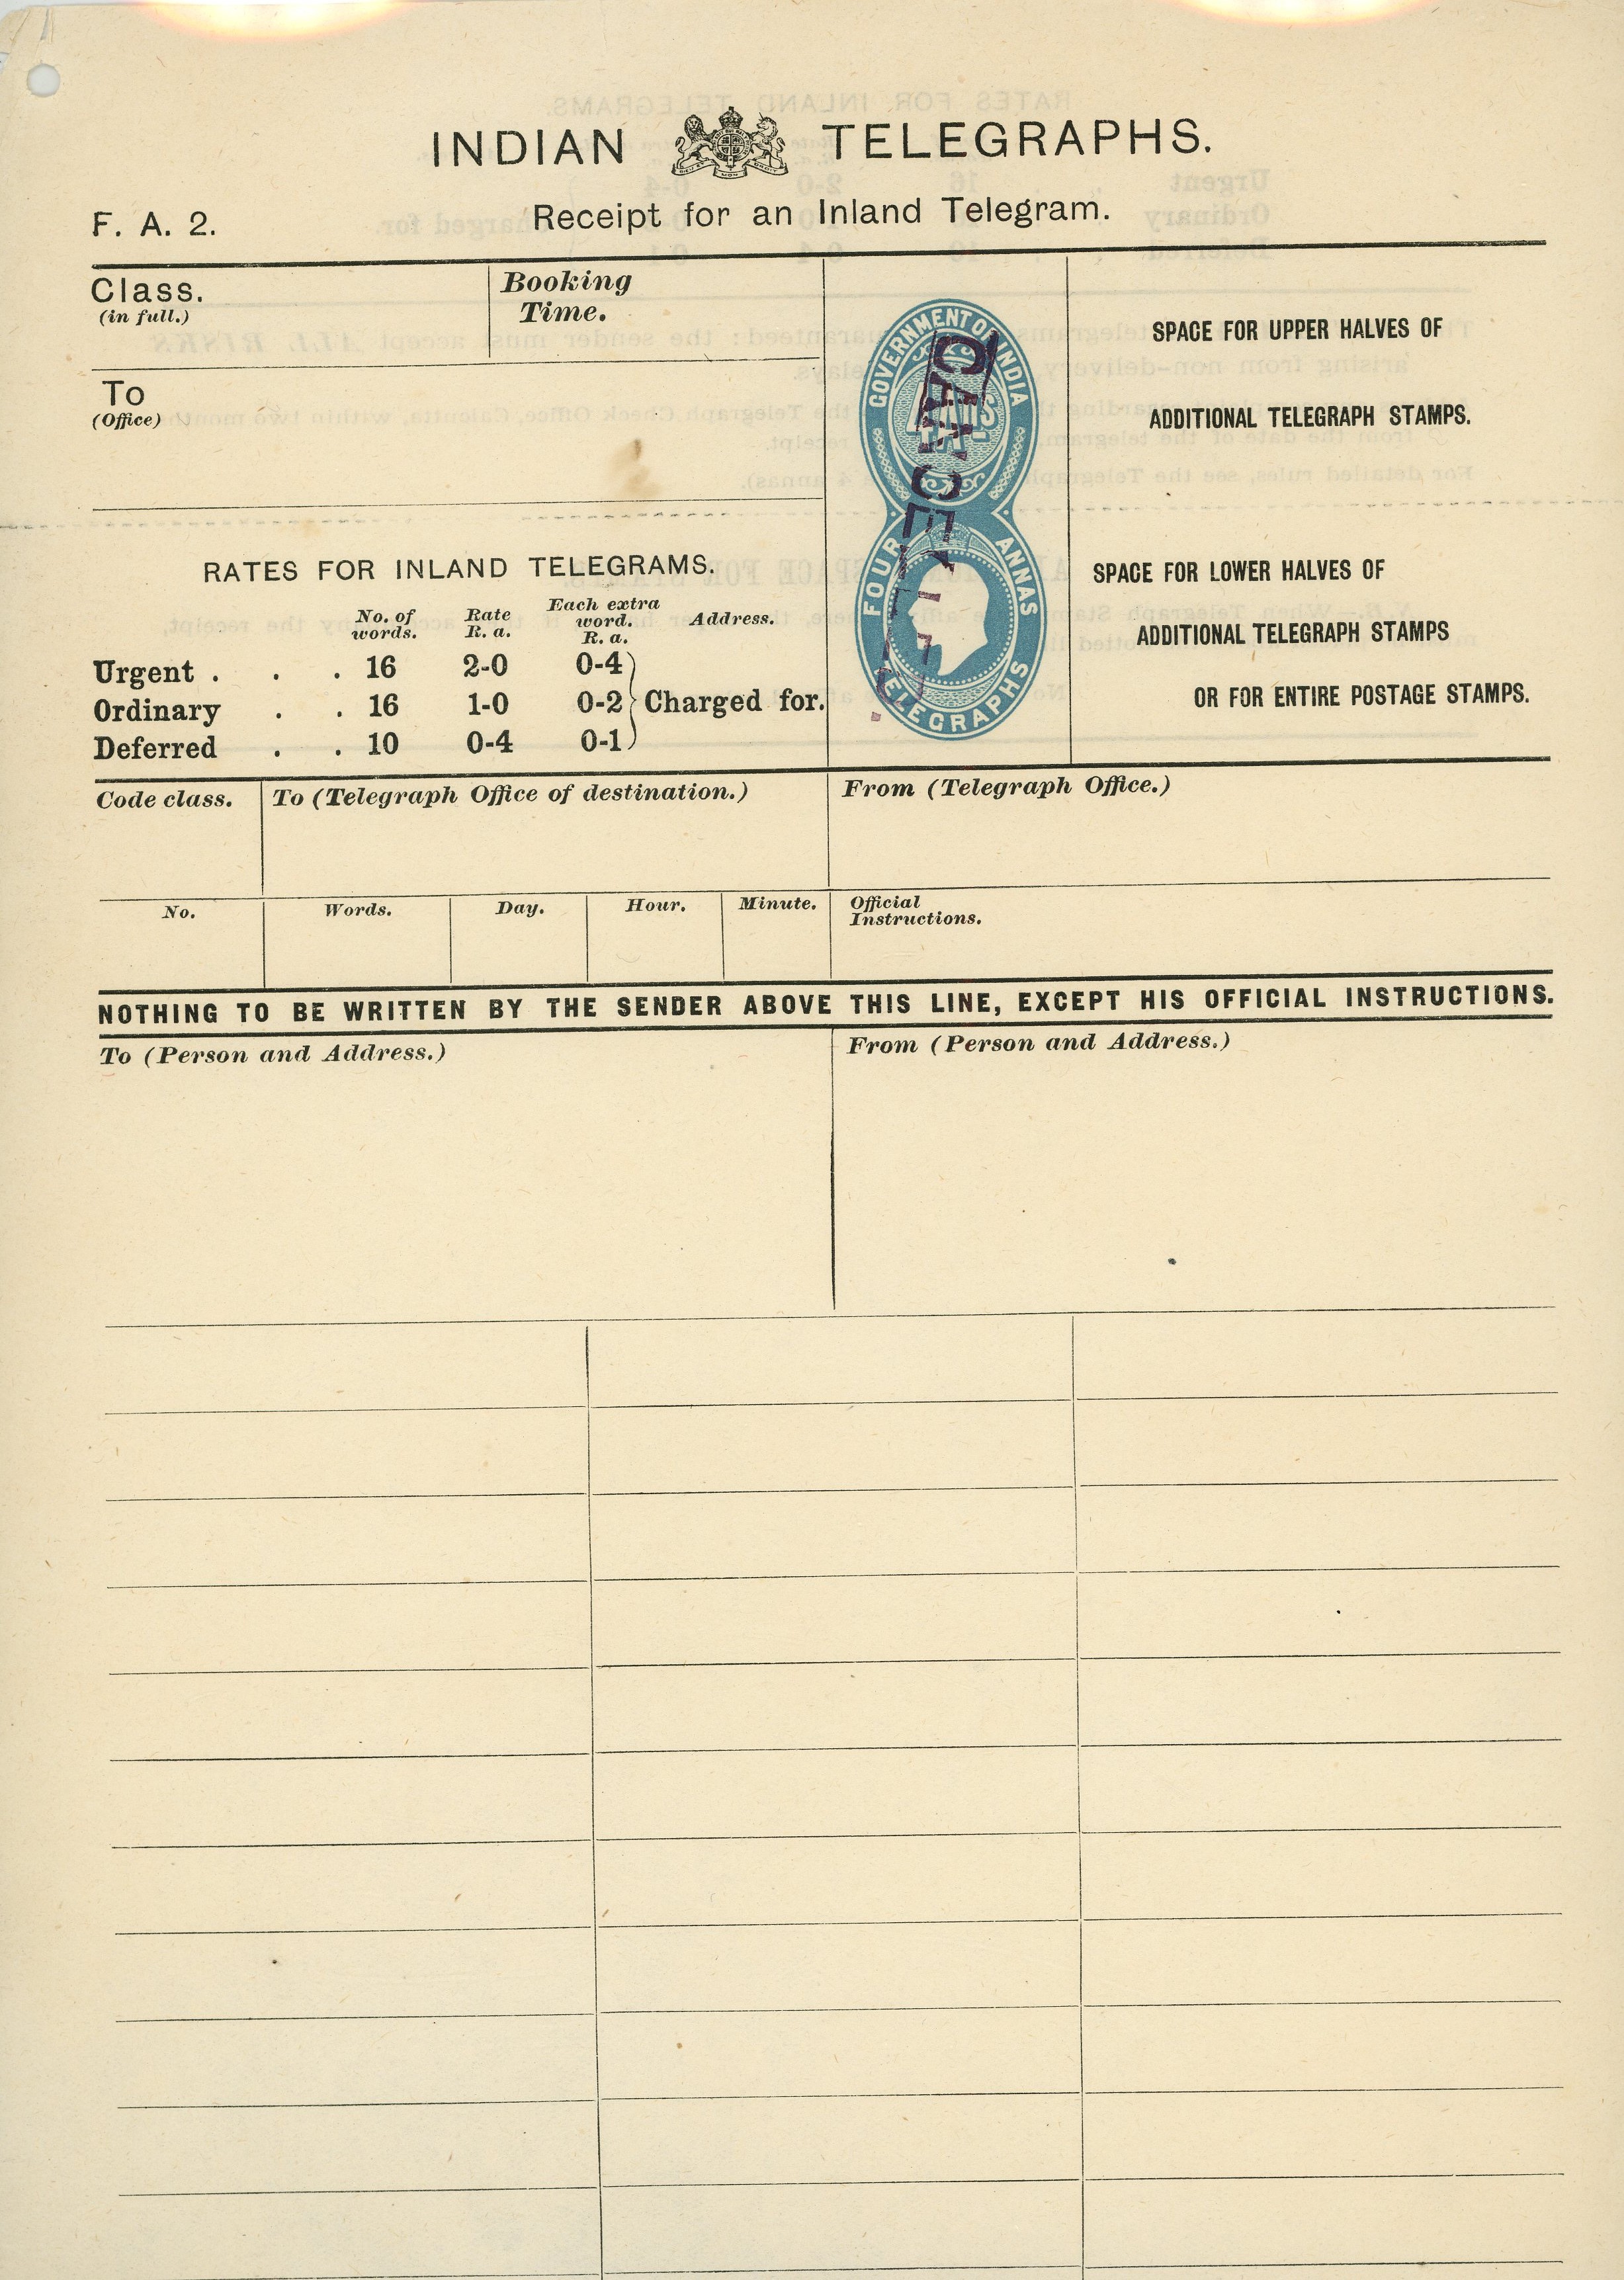 INDIAN TELEGRAPHS.
F. A. 2.
Receipt for an Inland Telegram.
Class.
(in full.)
Booking
Time.
To
(Office)
GOVERNMENT OF INDIA
FOUR ANNAS
TELEGRAPHS
CANCELLED.
SPACE FOR UPPER HALVES OF
ADDITIONAL TELEGRAPH STAMPS.
SPACE FOR LOWER HALVES OF
ADDITIONAL TELEGRAPH STAMPS
OR FOR ENTIRE POSTAGE STAMPS.
RATES FOR INLAND TELEGRAMS.
No. of words. Rate R. a. Each extra word. R. a. Address.
Urgent . . . 16 2-0 0-4
Ordinary . . 16 1-0 0-2 Charged for.
Deferred . . 10 0-4 0-1
Code class. To (Telegraph Office of destination.) From (Telegraph Office.)
No. Words. Day. Hour. Minute. Official
Instructions.
NOTHING TO BE WRITTEN BY THE SENDER ABOVE THIS LINE, EXCEPT HIS OFFICIAL INSTRUCTIONS.
To (Person and Address.) From (Person and Address.)